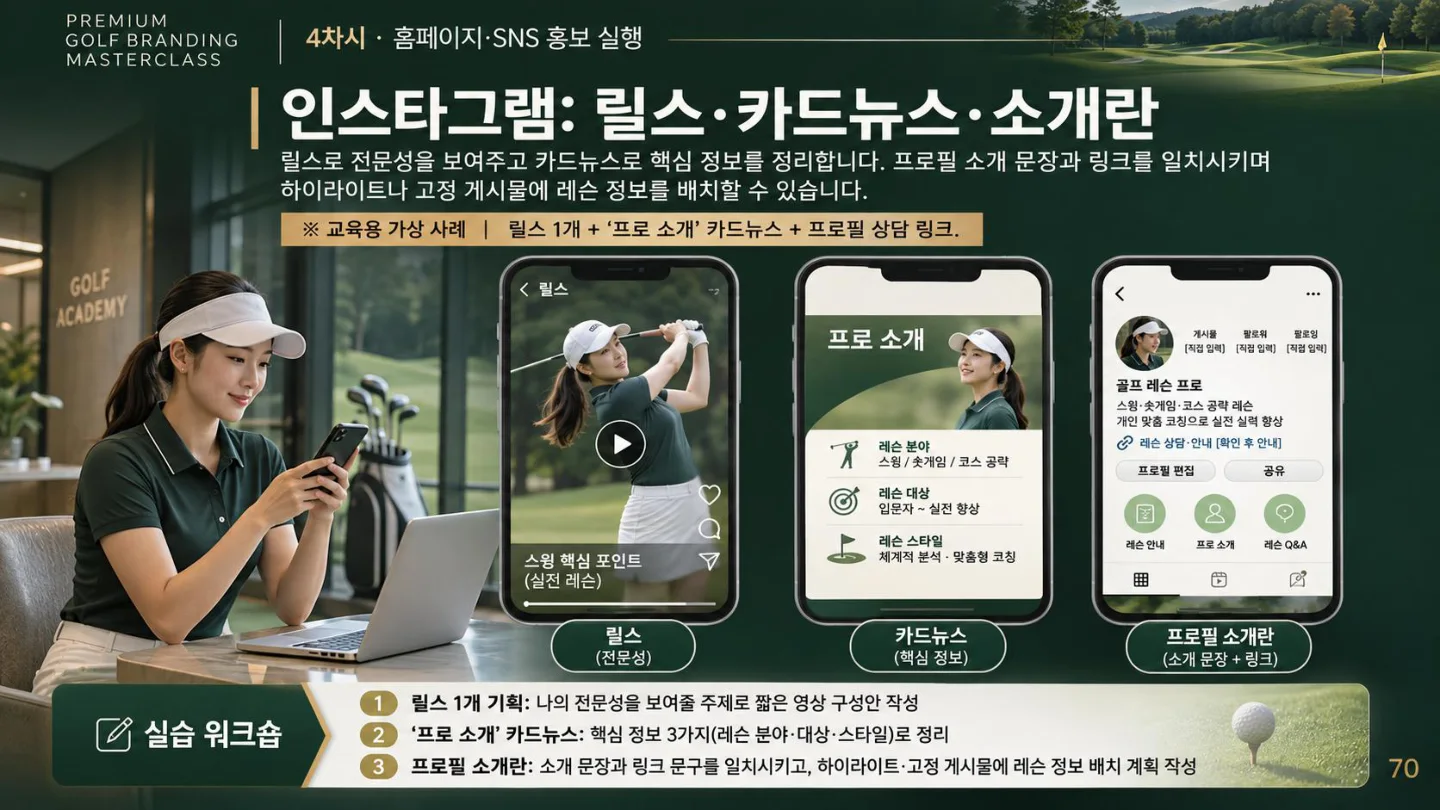 PREMIUM
GOLF BRANDING
MASTERCLASS
4차시 · 홈페이지·SNS 홍보 실행
인스타그램: 릴스·카드뉴스·소개란
릴스로 전문성을 보여주고 카드뉴스로 핵심 정보를 정리합니다. 프로필 소개 문장과 링크를 일치시키며
하이라이트나 고정 게시물에 레슨 정보를 배치할 수 있습니다.
※ 교육용 가상 사례 | 릴스 1개 + ‘프로 소개’ 카드뉴스 + 프로필 상담 링크.
GOLF
ACADEMY
릴스
스윙 핵심 포인트
(실전 레슨)
릴스
(전문성)
프로 소개
레슨 분야
스윙 / 숏게임 / 코스 공략
레슨 대상
입문자 ~ 실전 향상
레슨 스타일
체계적 분석 · 맞춤형 코칭
카드뉴스
(핵심 정보)
게시물 팔로워 팔로잉
[직접 입력] [직접 입력] [직접 입력]
골프 레슨 프로
스윙·숏게임·코스 공략 레슨
개인 맞춤 코칭으로 실전 실력 향상
레슨 상담·안내 [확인 후 안내]
프로필 편집 공유
레슨 안내 프로 소개 레슨 Q&A
프로필 소개란
(소개 문장 + 링크)
실습 워크숍
1 릴스 1개 기획: 나의 전문성을 보여줄 주제로 짧은 영상 구성안 작성
2 ‘프로 소개’ 카드뉴스: 핵심 정보 3가지(레슨 분야·대상·스타일)로 정리
3 프로필 소개란: 소개 문장과 링크 문구를 일치시키고, 하이라이트·고정 게시물에 레슨 정보 배치 계획 작성
70